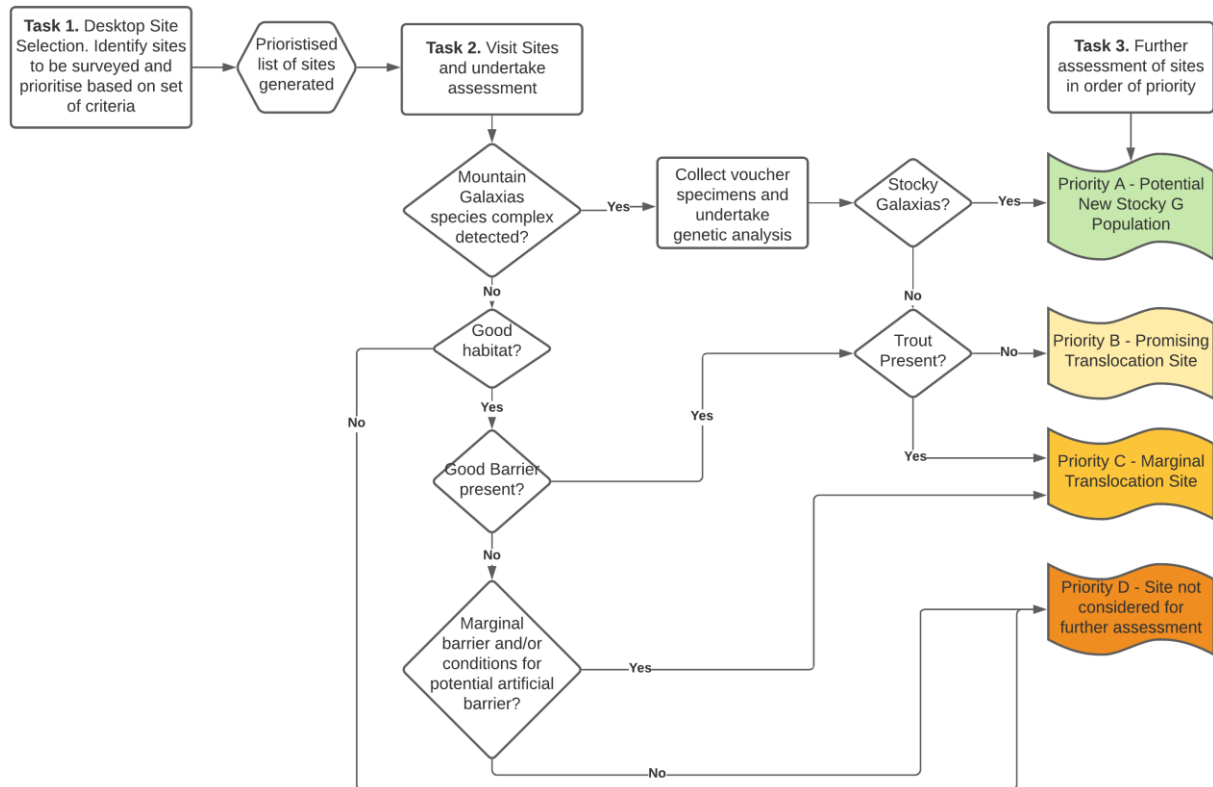 Task 1. Desktop Site
Selection. Identify sites
to be surveyed and
prioritise based on set
of criteria
Prioristised
list of sites
generated
Task 2. Visit Sites
and undertake
assessment
Task 3. Further
assessment of sites
in order of priority
Mountain
Galaxias
species complex
detected?
Yes
Collect voucher
specimens and
undertake
genetic analysis
Stocky
Galaxias?
Yes
Priority A - Potential
New Stocky G
Population
No
No
Good
habitat?
Trout
Present?
No
Priority B - Promising
Translocation Site
Yes
No
Yes
Good Barrier
present?
Yes
Priority C - Marginal
Translocation Site
No
Marginal
barrier and/or
conditions for
potential artificial
barrier?
Yes
Priority D - Site not
considered for
further assessment
No